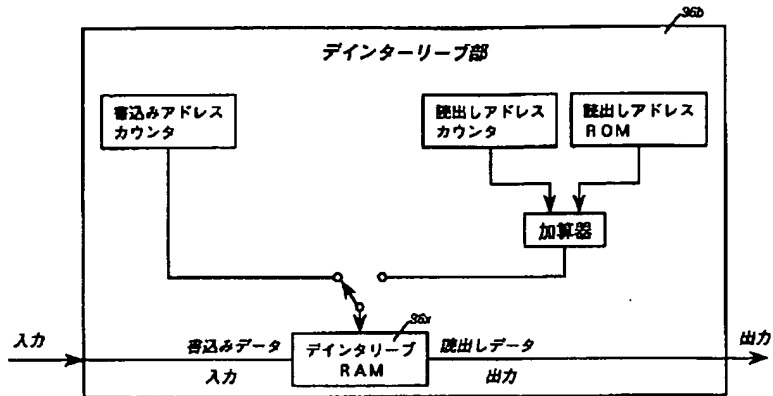 36b
デインターリーブ部
書込みアドレス
カウンタ
読出しアドレス
カウンタ
読出しアドレス
ROM
加算器
36a
入力
書込みデータ
デインタリーブ
RAM
読出しデータ
出力
入力
出力